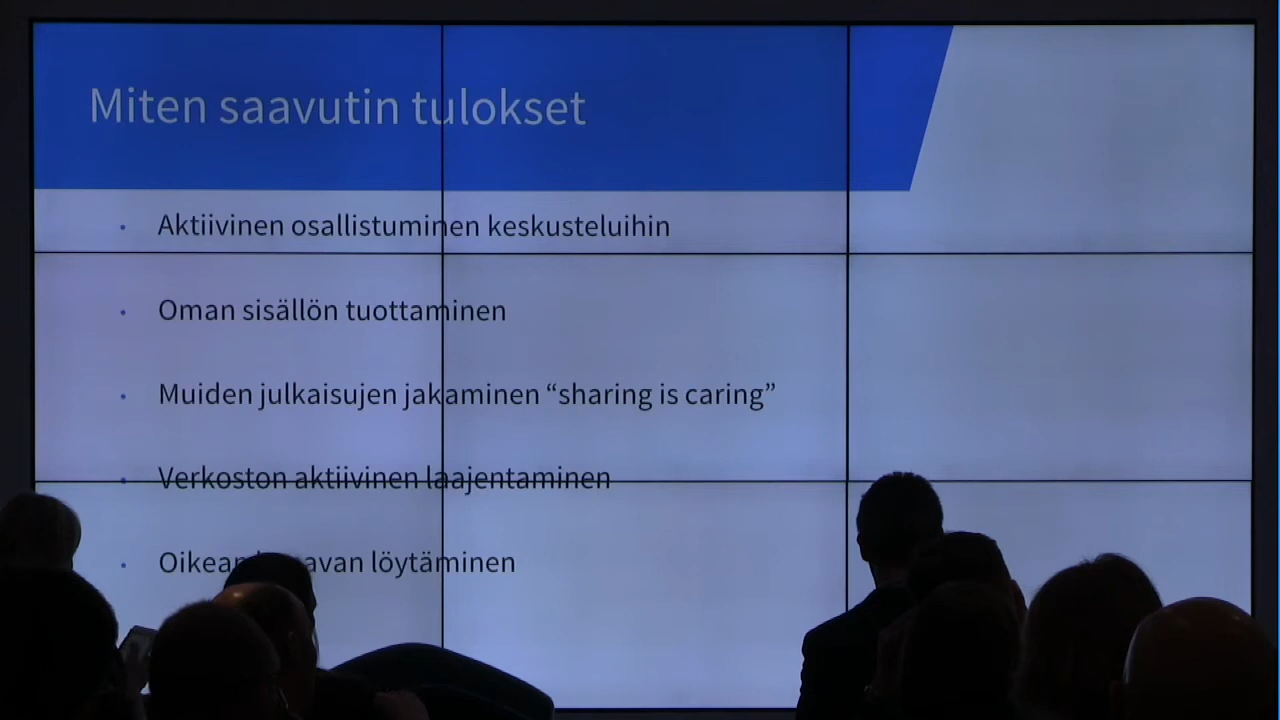 Miten saavutin tulokset
Aktiivinen osallistuminen keskusteluihin
Oman sisällön tuottaminen
Muiden julkaisujen jakaminen “sharing is caring”
Verkoston aktiivinen laajentaminen
löytäminen